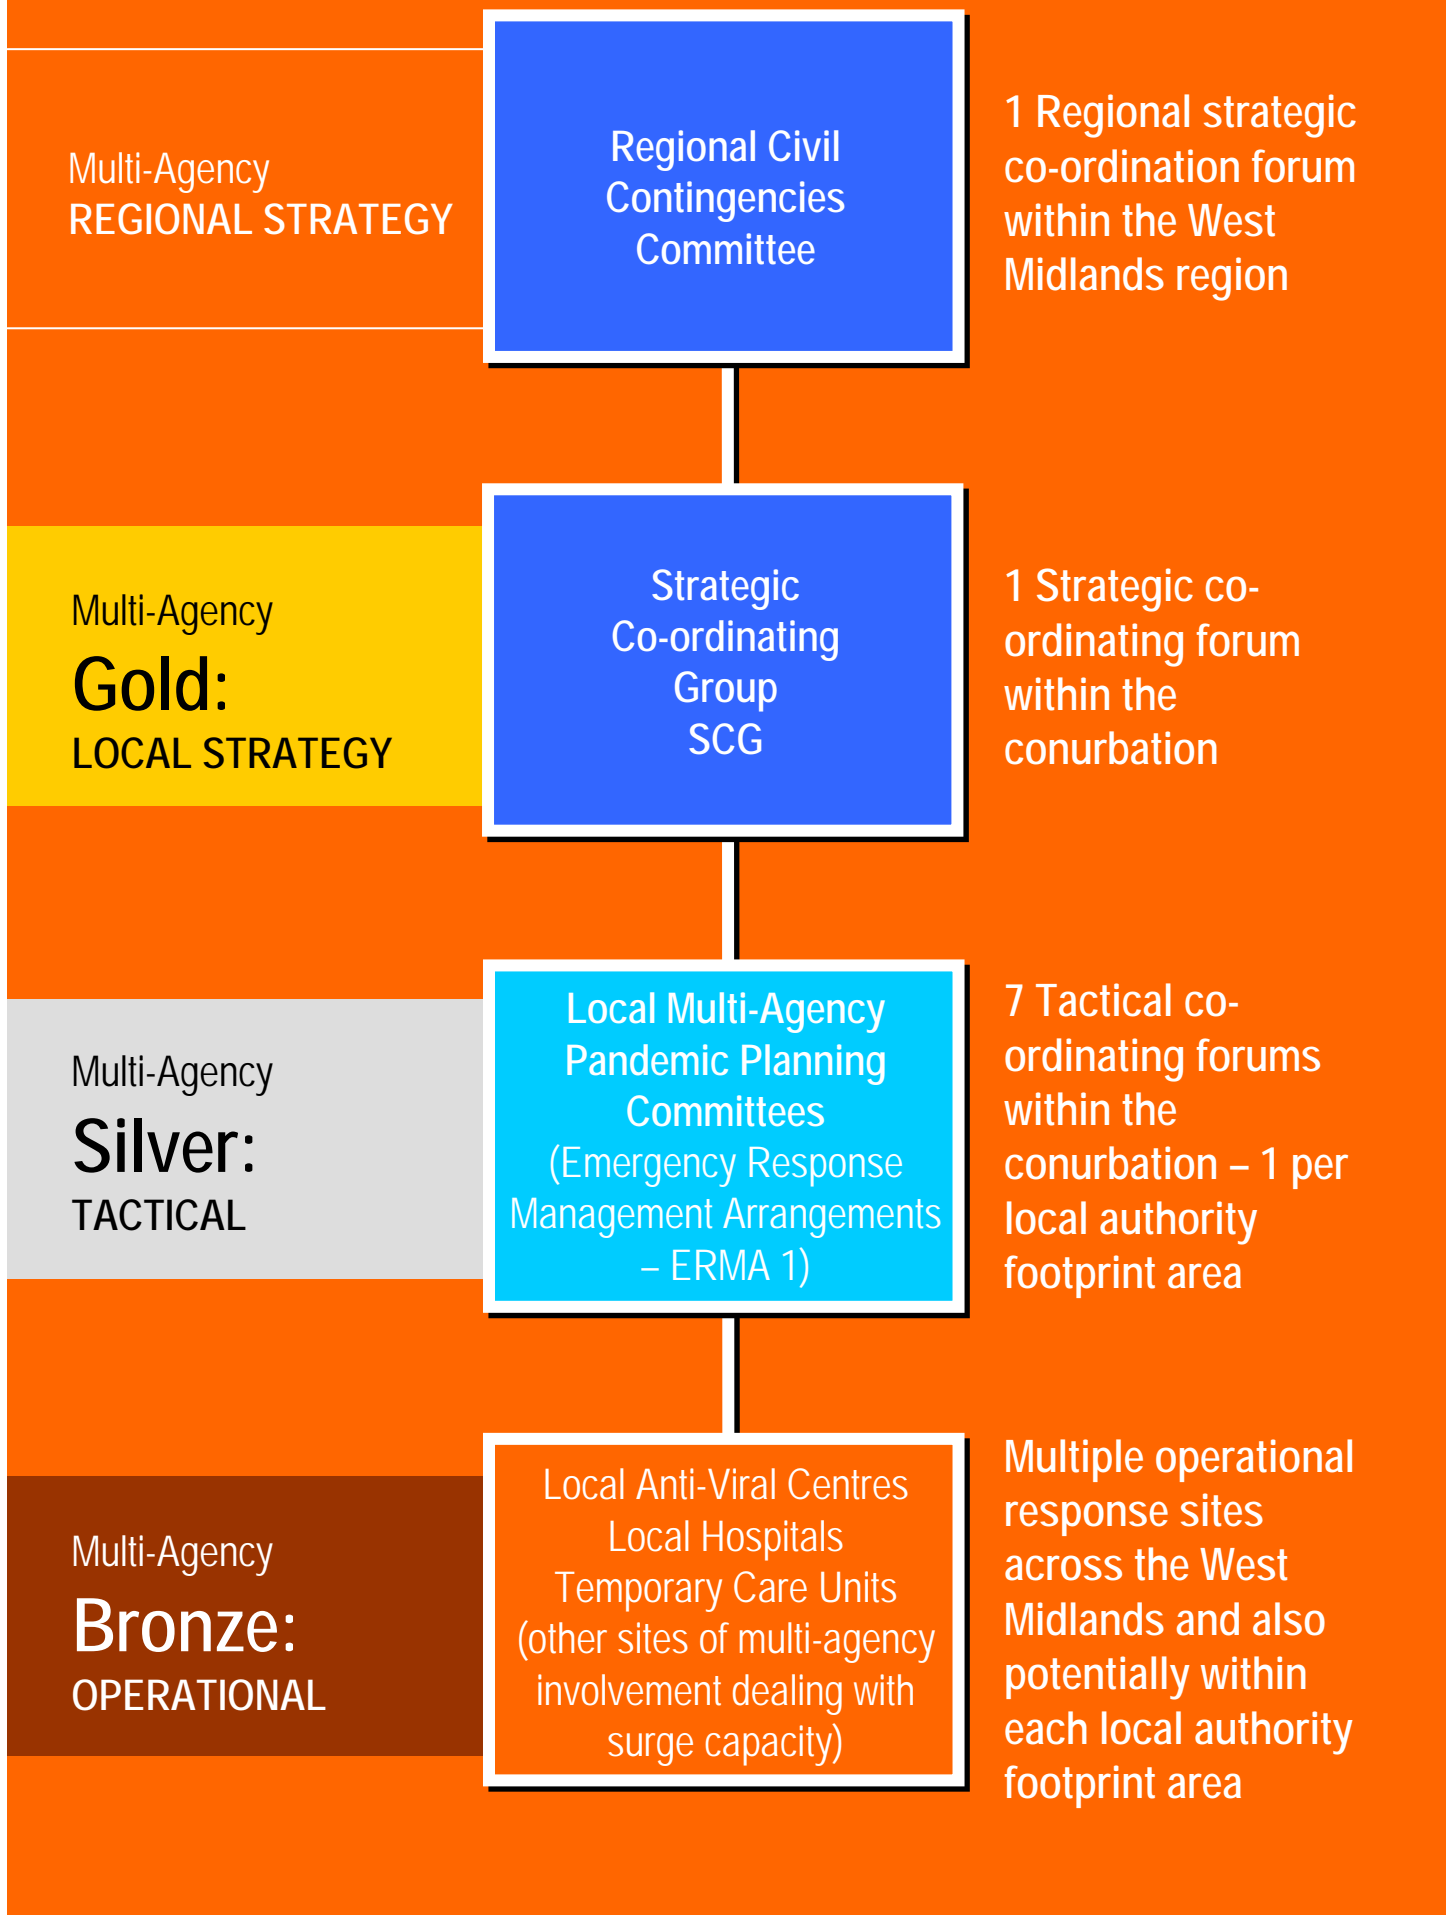 Multi-Agency
REGIONAL STRATEGY
Regional Civil
Contingencies
Committee
1 Regional strategic
co-ordination forum
within the West
Midlands region
Multi-Agency
Gold:
LOCAL STRATEGY
Strategic
Co-ordinating
Group
SCG
1 Strategic co-
ordinating forum
within the
conurbation
Multi-Agency
Silver:
TACTICAL
Local Multi-Agency
Pandemic Planning
Committees
(Emergency Response
Management Arrangements
– ERMA 1)
7 Tactical co-
ordinating forums
within the
conurbation – 1 per
local authority
footprint area
Multi-Agency
Bronze:
OPERATIONAL
Local Anti-Viral Centres
Local Hospitals
Temporary Care Units
(other sites of multi-agency
involvement dealing with
surge capacity)
Multiple operational
response sites
across the West
Midlands and also
potentially within
each local authority
footprint area